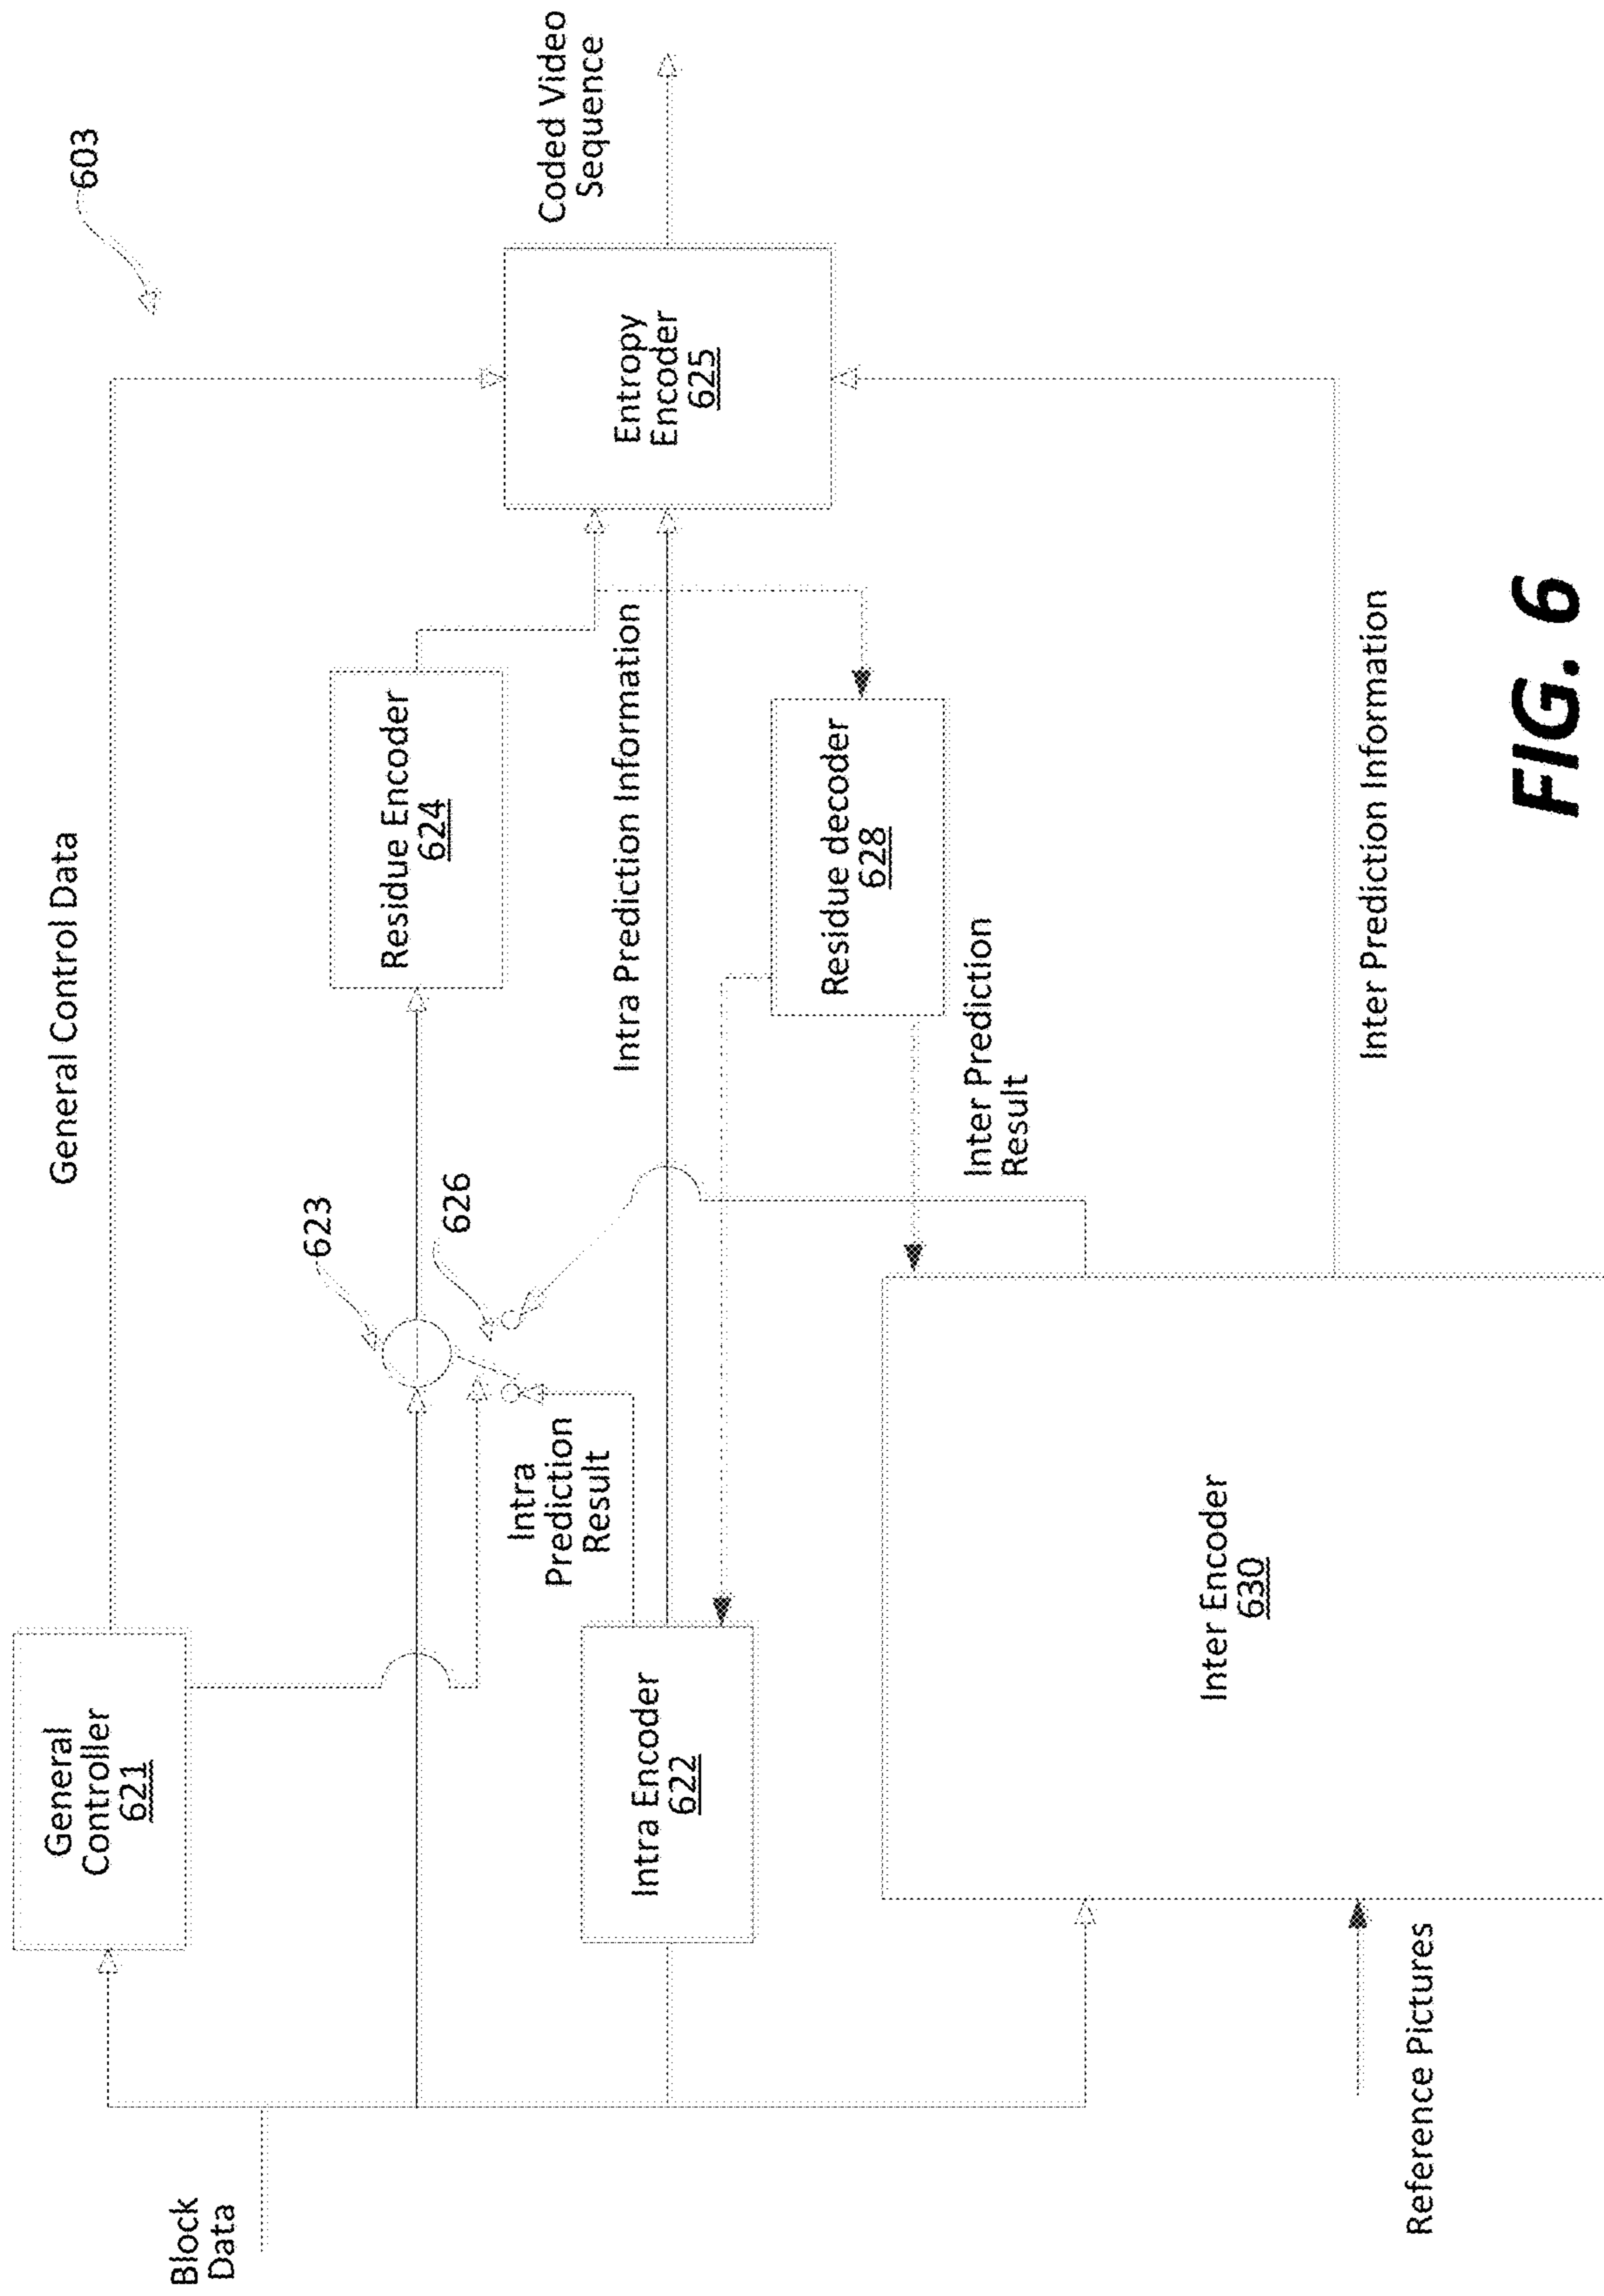 603
General Control Data
Coded Video
Sequence
General
Controller
621
623
626
Residue Encoder
624
Entropy
Encoder
625
Block
Data
Intra
Prediction
Result
Intra Prediction Information
Intra Encoder
622
Residue decoder
628
Inter Prediction
Result
Inter Encoder
630
Inter Prediction Information
Reference Pictures
FIG. 6